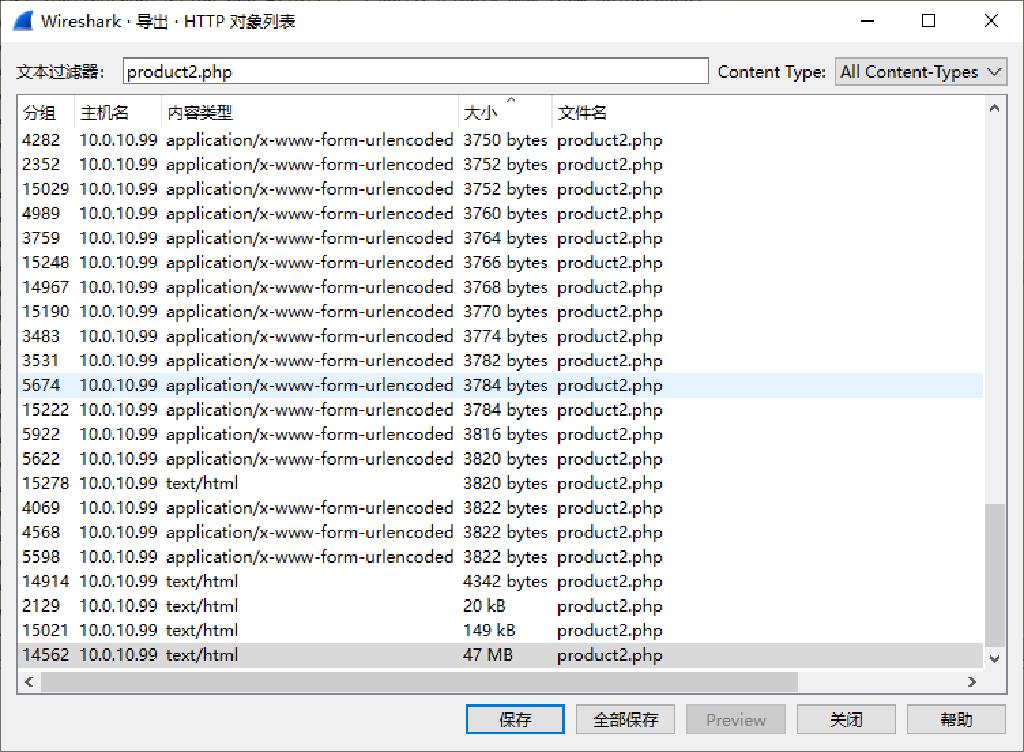 Wireshark · 导出 · HTTP 对象列表
文本过滤器: product2.php Content Type: All Content-Types
分组 主机名 内容类型 大小 文件名
4282 10.0.10.99 application/x-www-form-urlencoded 3750 bytes product2.php
2352 10.0.10.99 application/x-www-form-urlencoded 3752 bytes product2.php
15029 10.0.10.99 application/x-www-form-urlencoded 3752 bytes product2.php
4989 10.0.10.99 application/x-www-form-urlencoded 3760 bytes product2.php
3759 10.0.10.99 application/x-www-form-urlencoded 3764 bytes product2.php
15248 10.0.10.99 application/x-www-form-urlencoded 3766 bytes product2.php
14967 10.0.10.99 application/x-www-form-urlencoded 3768 bytes product2.php
15190 10.0.10.99 application/x-www-form-urlencoded 3770 bytes product2.php
3483 10.0.10.99 application/x-www-form-urlencoded 3774 bytes product2.php
3531 10.0.10.99 application/x-www-form-urlencoded 3782 bytes product2.php
5674 10.0.10.99 application/x-www-form-urlencoded 3784 bytes product2.php
15222 10.0.10.99 application/x-www-form-urlencoded 3784 bytes product2.php
5922 10.0.10.99 application/x-www-form-urlencoded 3816 bytes product2.php
5622 10.0.10.99 application/x-www-form-urlencoded 3820 bytes product2.php
15278 10.0.10.99 text/html 3820 bytes product2.php
4069 10.0.10.99 application/x-www-form-urlencoded 3822 bytes product2.php
4568 10.0.10.99 application/x-www-form-urlencoded 3822 bytes product2.php
5598 10.0.10.99 application/x-www-form-urlencoded 3822 bytes product2.php
14914 10.0.10.99 text/html 4342 bytes product2.php
2129 10.0.10.99 text/html 20 kB product2.php
15021 10.0.10.99 text/html 149 kB product2.php
14562 10.0.10.99 text/html 47 MB product2.php
保存 全部保存 Preview 关闭 帮助